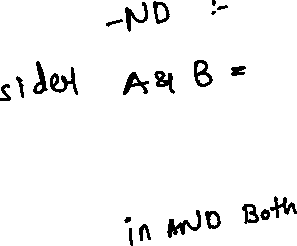 -ND :-
sider A & B =
in AND Both